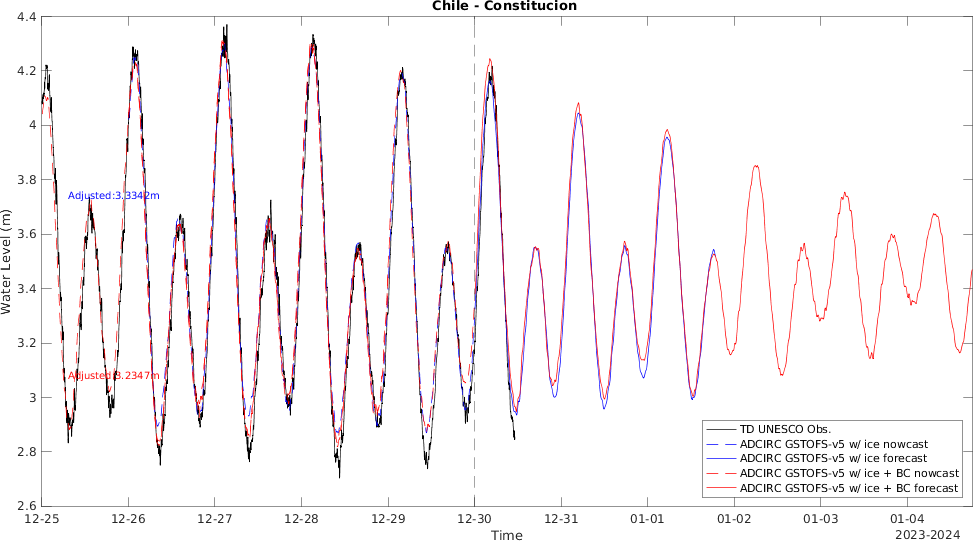 Chile - Constitucion
4.4
4.2
4
3.8
3.6
3.4
3.2
3
2.8
2.6
Water Level (m)
Adjusted:3.3342m
Adjusted:3.2347m
TD UNESCO Obs.
ADCIRC GSTOFS-v5 w/ ice nowcast
ADCIRC GSTOFS-v5 w/ ice forecast
ADCIRC GSTOFS-v5 w/ ice + BC nowcast
ADCIRC GSTOFS-v5 w/ ice + BC forecast
12-25 12-26 12-27 12-28 12-29 12-30 12-31 01-01 01-02 01-03 01-04
Time
2023-2024